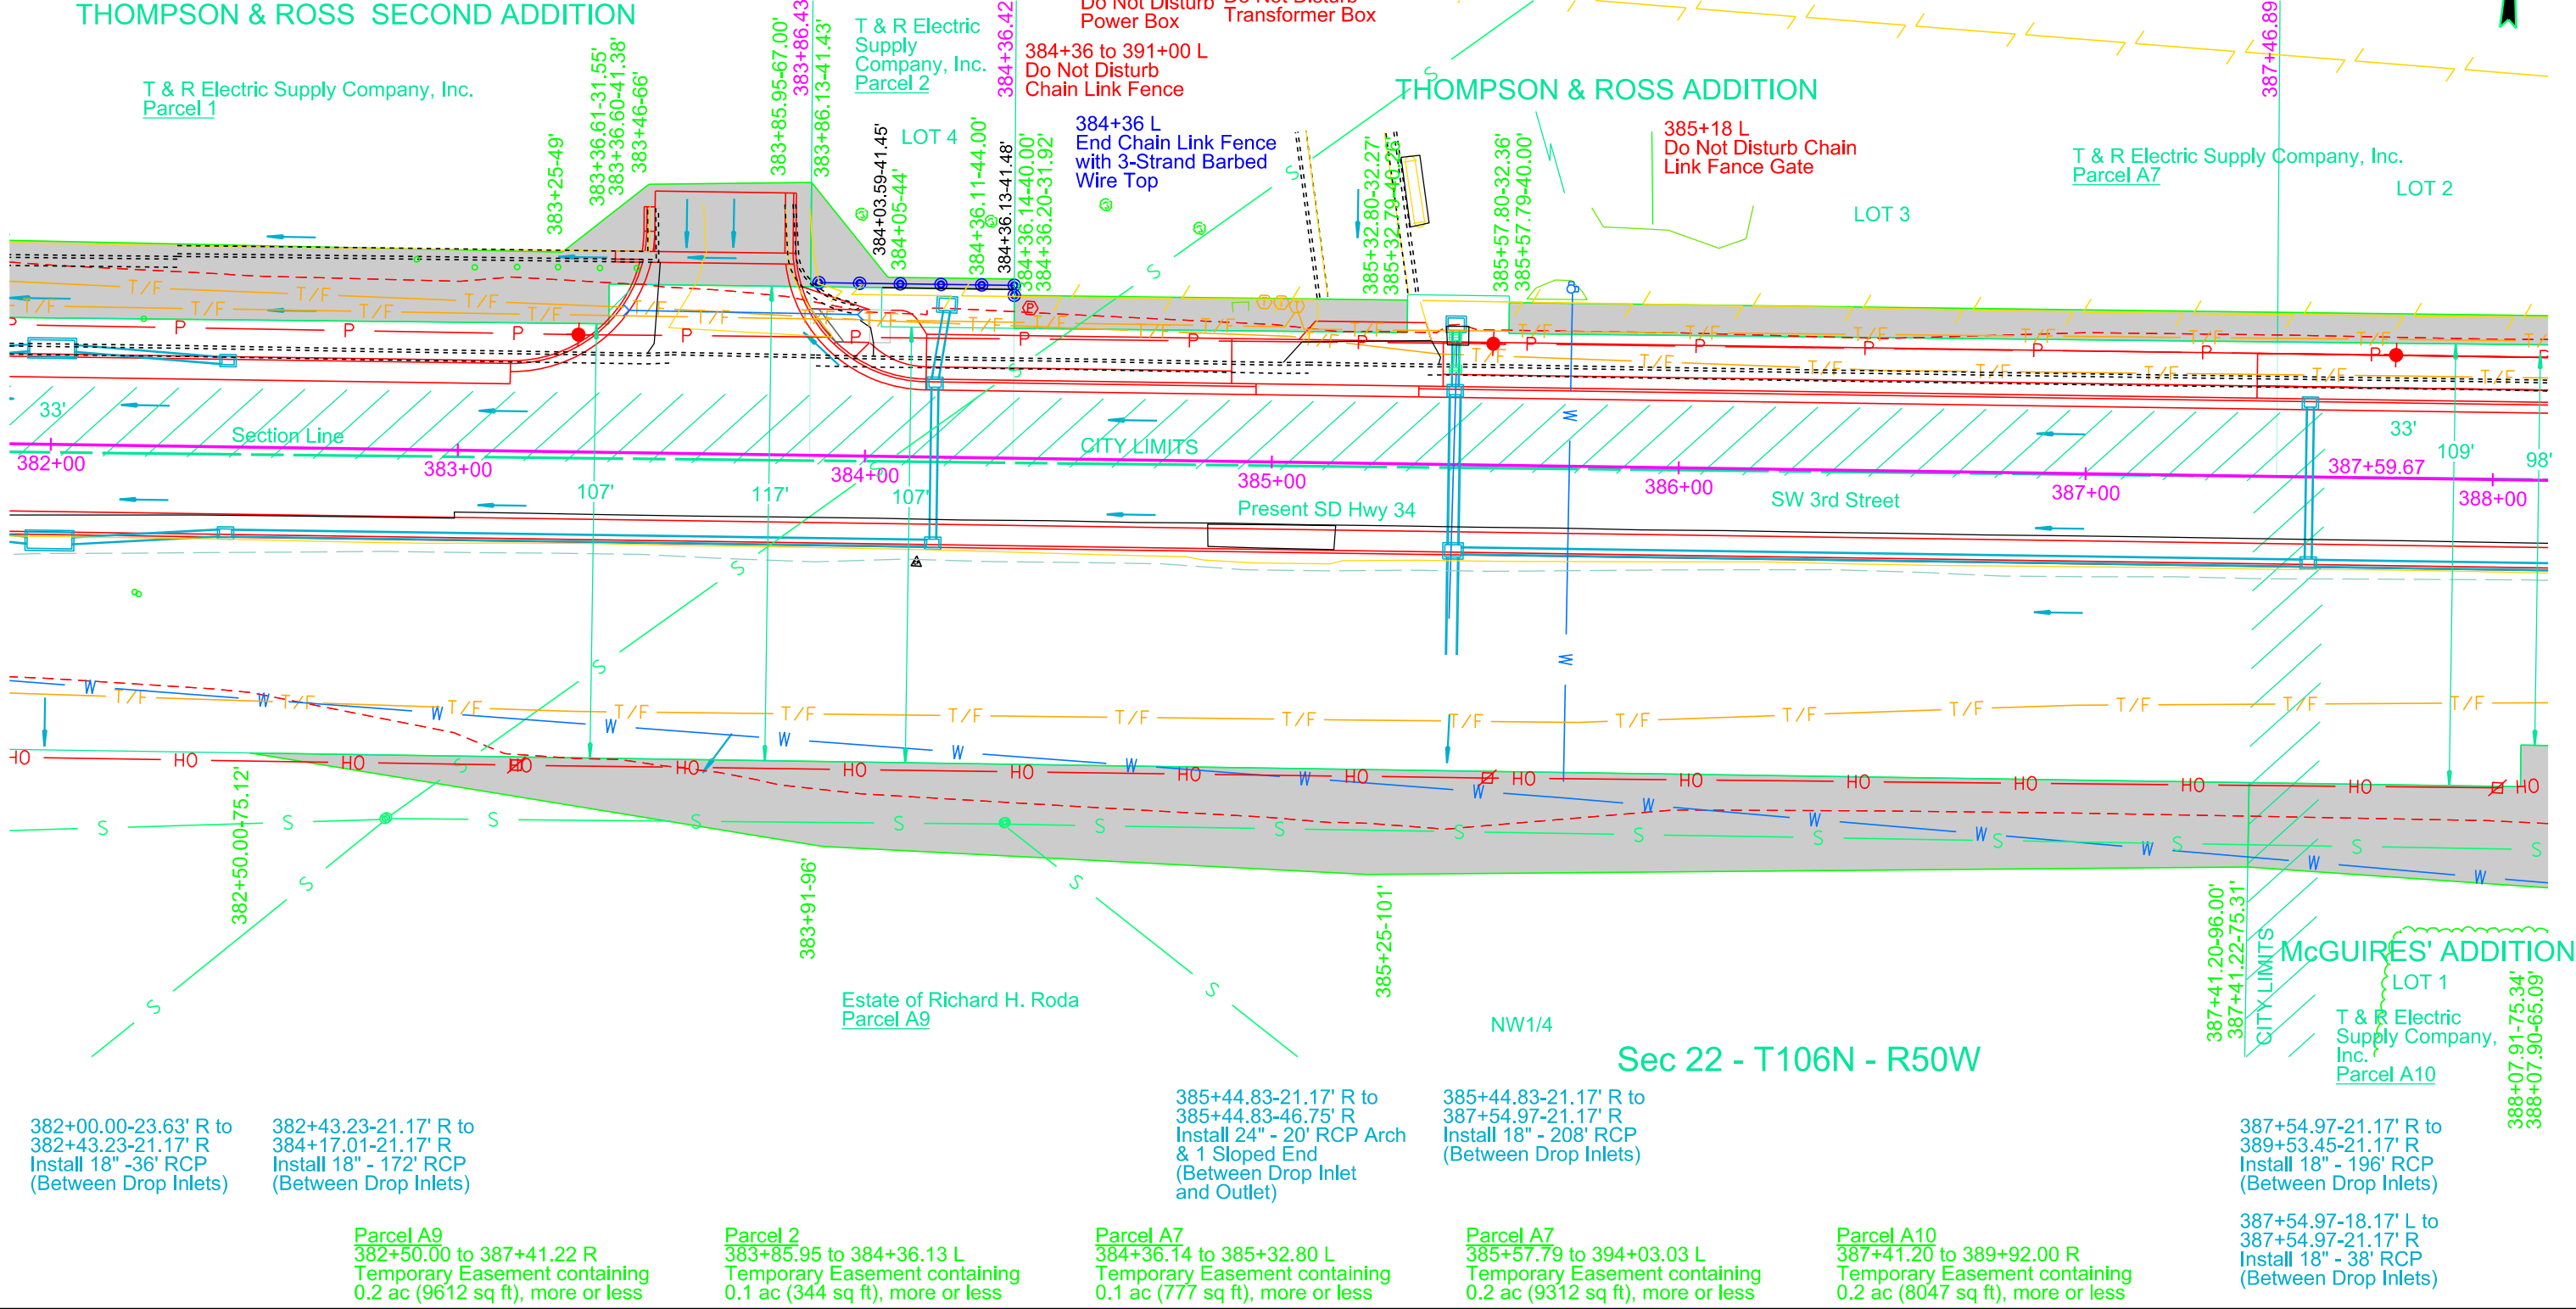 THOMPSON & ROSS SECOND ADDITION
T & R Electric Supply Company, Inc.
Parcel 1
383+25-49'
383+36.61-31.55'
383+36.60-41.38'
383+46-66'
383+85.95-67.00'
383+86.43
383+86.13-41.43'
T & R Electric
Supply
Company, Inc.
Parcel 2
LOT 4
384+03.59-41.45'
384+05-44'
384+36.11-44.00'
384+36.42
384+36.13-41.48'
384+36.14-40.00'
384+36.20-31.92'
Do Not Disturb
Power Box
Transformer Box
384+36 to 391+00 L
Do Not Disturb
Chain Link Fence
384+36 L
End Chain Link Fence
with 3-Strand Barbed
Wire Top
THOMPSON & ROSS ADDITION
385+32.80-32.27'
385+57.80-32.36'
385+57.79-40.00'
385+18 L
Do Not Disturb Chain
Link Fance Gate
LOT 3
T & R Electric Supply Company, Inc.
Parcel A7
LOT 2
387+46.89
T/F T/F T/F T/F
P P P P P P P P P P P
33'
Section Line
CITY LIMITS
33'
109'
98'
382+00
383+00
384+00
385+00
386+00
387+00
387+59.67
388+00
107'
117'
107'
Present SD Hwy 34
SW 3rd Street
W W W W W W W W W W W W W W W
T/F T/F T/F T/F T/F T/F T/F T/F T/F T/F T/F T/F T/F T/F T/F
HO HO HO HO HO HO HO HO HO HO HO HO HO HO HO HO
S S S S S S S S S S S S S S
382+50.00-75.12'
383+91-96'
385+25-101'
387+41.20-96.00'
387+41.22-75.31'
CITY LIMITS
McGUIRES' ADDITION
LOT 1
T & R Electric
Supply Company,
Inc.
Parcel A10
388+07.91-75.34'
388+07.90-65.09'
Estate of Richard H. Roda
Parcel A9
NW1/4
Sec 22 - T106N - R50W
382+00.00-23.63' R to
382+43.23-21.17' R
Install 18" -36' RCP
(Between Drop Inlets)
382+43.23-21.17' R to
384+17.01-21.17' R
Install 18" - 172' RCP
(Between Drop Inlets)
385+44.83-21.17' R to
385+44.83-46.75' R
Install 24" - 20' RCP Arch
& 1 Sloped End
(Between Drop Inlet
and Outlet)
385+44.83-21.17' R to
387+54.97-21.17' R
Install 18" - 208' RCP
(Between Drop Inlets)
387+54.97-21.17' R to
389+53.45-21.17' R
Install 18" - 196' RCP
(Between Drop Inlets)
387+54.97-18.17' L to
387+54.97-21.17' R
Install 18" - 38' RCP
(Between Drop Inlets)
Parcel A9
382+50.00 to 387+41.22 R
Temporary Easement containing
0.2 ac (9612 sq ft), more or less
Parcel 2
383+85.95 to 384+36.13 L
Temporary Easement containing
0.1 ac (344 sq ft), more or less
Parcel A7
384+36.14 to 385+32.80 L
Temporary Easement containing
0.1 ac (777 sq ft), more or less
Parcel A7
385+57.79 to 394+03.03 L
Temporary Easement containing
0.2 ac (9312 sq ft), more or less
Parcel A10
387+41.20 to 389+92.00 R
Temporary Easement containing
0.2 ac (8047 sq ft), more or less